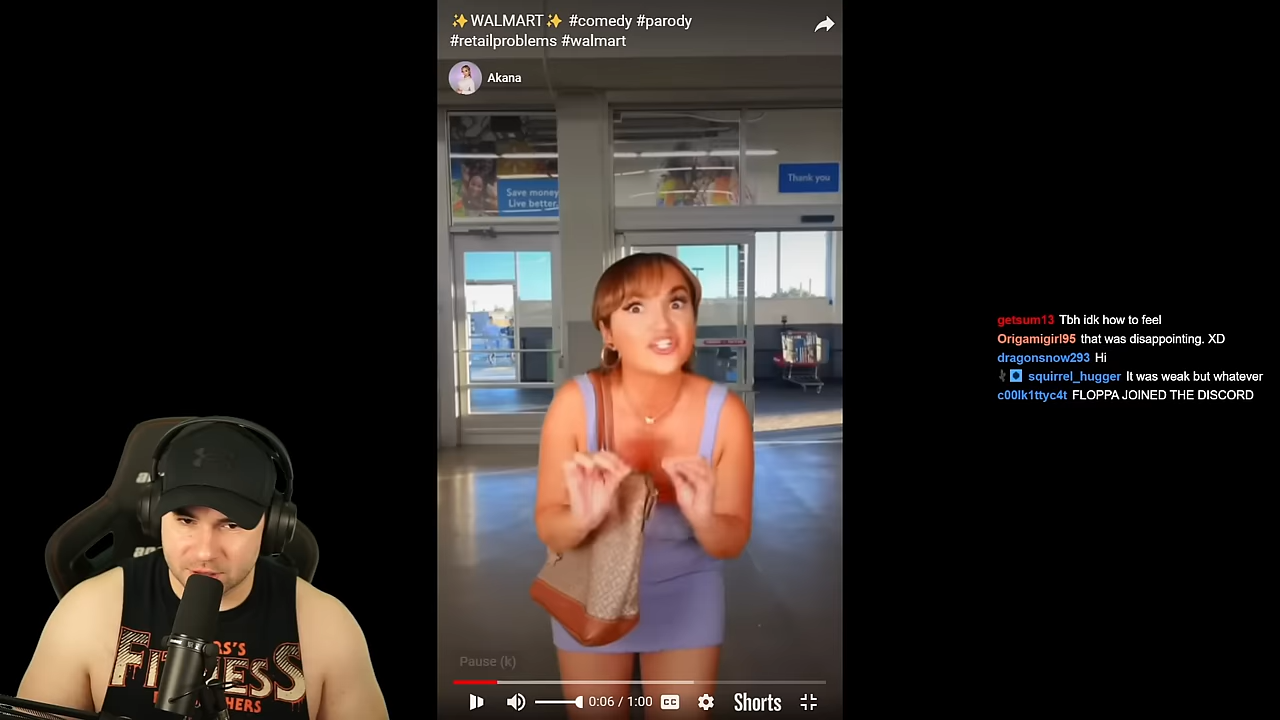 ✨WALMART✨ #comedy #parody
#retailproblems #walmart
Akana
Save money.
Live better.
Thank you
getsum13 Tbh idk how to feel
Origamigirl95 that was disappointing. XD
dragonsnow293 Hi
squirrel_hugger It was weak but whatever
c00lk1ttyc4t FLOPPA JOINED THE DISCORD
FITNESS
Pause (k)
0:06 / 1:00
CC
Shorts